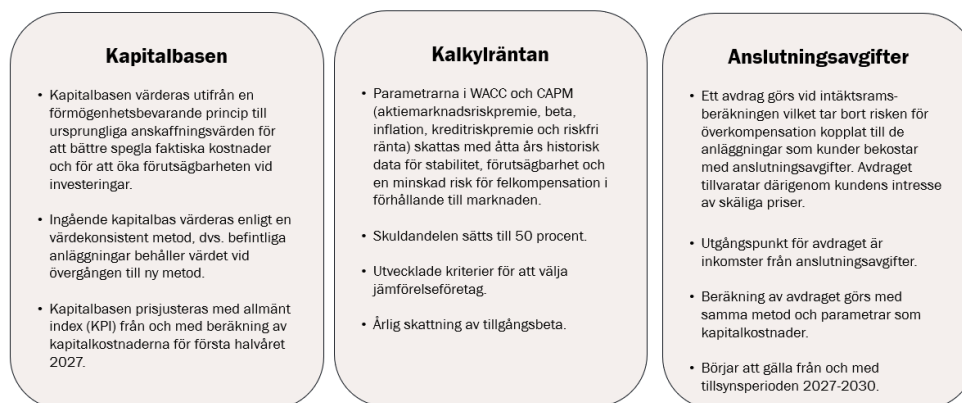 Kapitalbasen
• Kapitalbasen värderas utifrån en
förmögenhetsbevarande princip till
ursprungliga anskaffningsvärden för
att bättre spegla faktiska kostnader
och för att öka förutsägbarheten vid
investeringar.
• Ingående kapitalbas värderas enligt en
värdekonsistent metod, dvs. befintliga
anläggningar behåller värdet vid
övergången till ny metod.
• Kapitalbasen prisjusteras med allmänt
index (KPI) från och med beräkning av
kapitalkostnaderna för första halvåret
2027.
Kalkylräntan
• Parametrarna i WACC och CAPM
(aktiemarknadsriskpremie, beta,
inflation, kreditriskpremie och riskfri
ränta) skattas med åtta års historisk
data för stabilitet, förutsägbarhet och
en minskad risk för felkompensation i
förhållande till marknaden.
• Skuldandelen sätts till 50 procent.
• Utvecklade kriterier för att välja
jämförelseföretag.
• Årlig skattning av tillgångsbeta.
Anslutningsavgifter
• Ett avdrag görs vid intäktsrams-
beräkningen vilket tar bort risken för
överkompensation kopplat till de
anläggningar som kunder bekostar
med anslutningsavgifter. Avdraget
tillvaratar därigenom kundens intresse
av skäliga priser.
• Utgångspunkt för avdraget är
inkomster från anslutningsavgifter.
• Beräkning av avdraget görs med
samma metod och parametrar som
kapitalkostnader.
• Börjar att gälla från och med
tillsynsperioden 2027-2030.